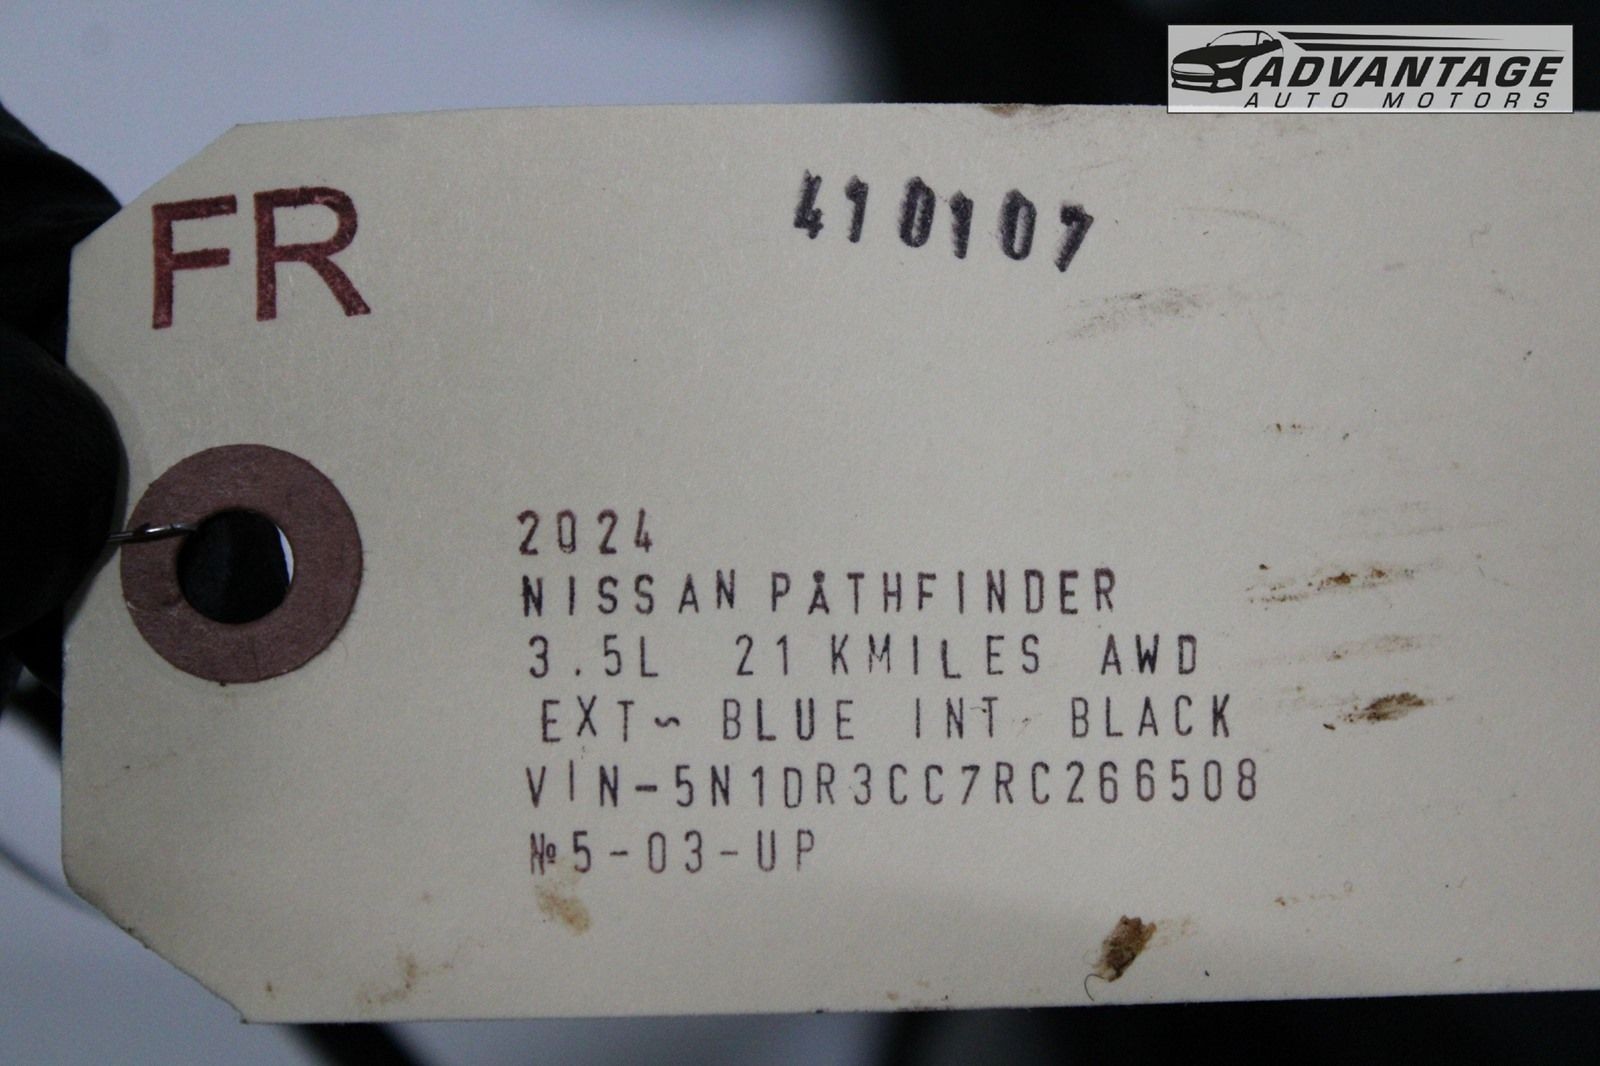 ADVANTAGE
AUTO MOTORS
FR
410107
2024
NISSAN PATHFINDER
3.5L 21 KMILES AWD
EXT~ BLUE INT BLACK
VIN-5N1DR3CC7RC266508
№5-03-UP